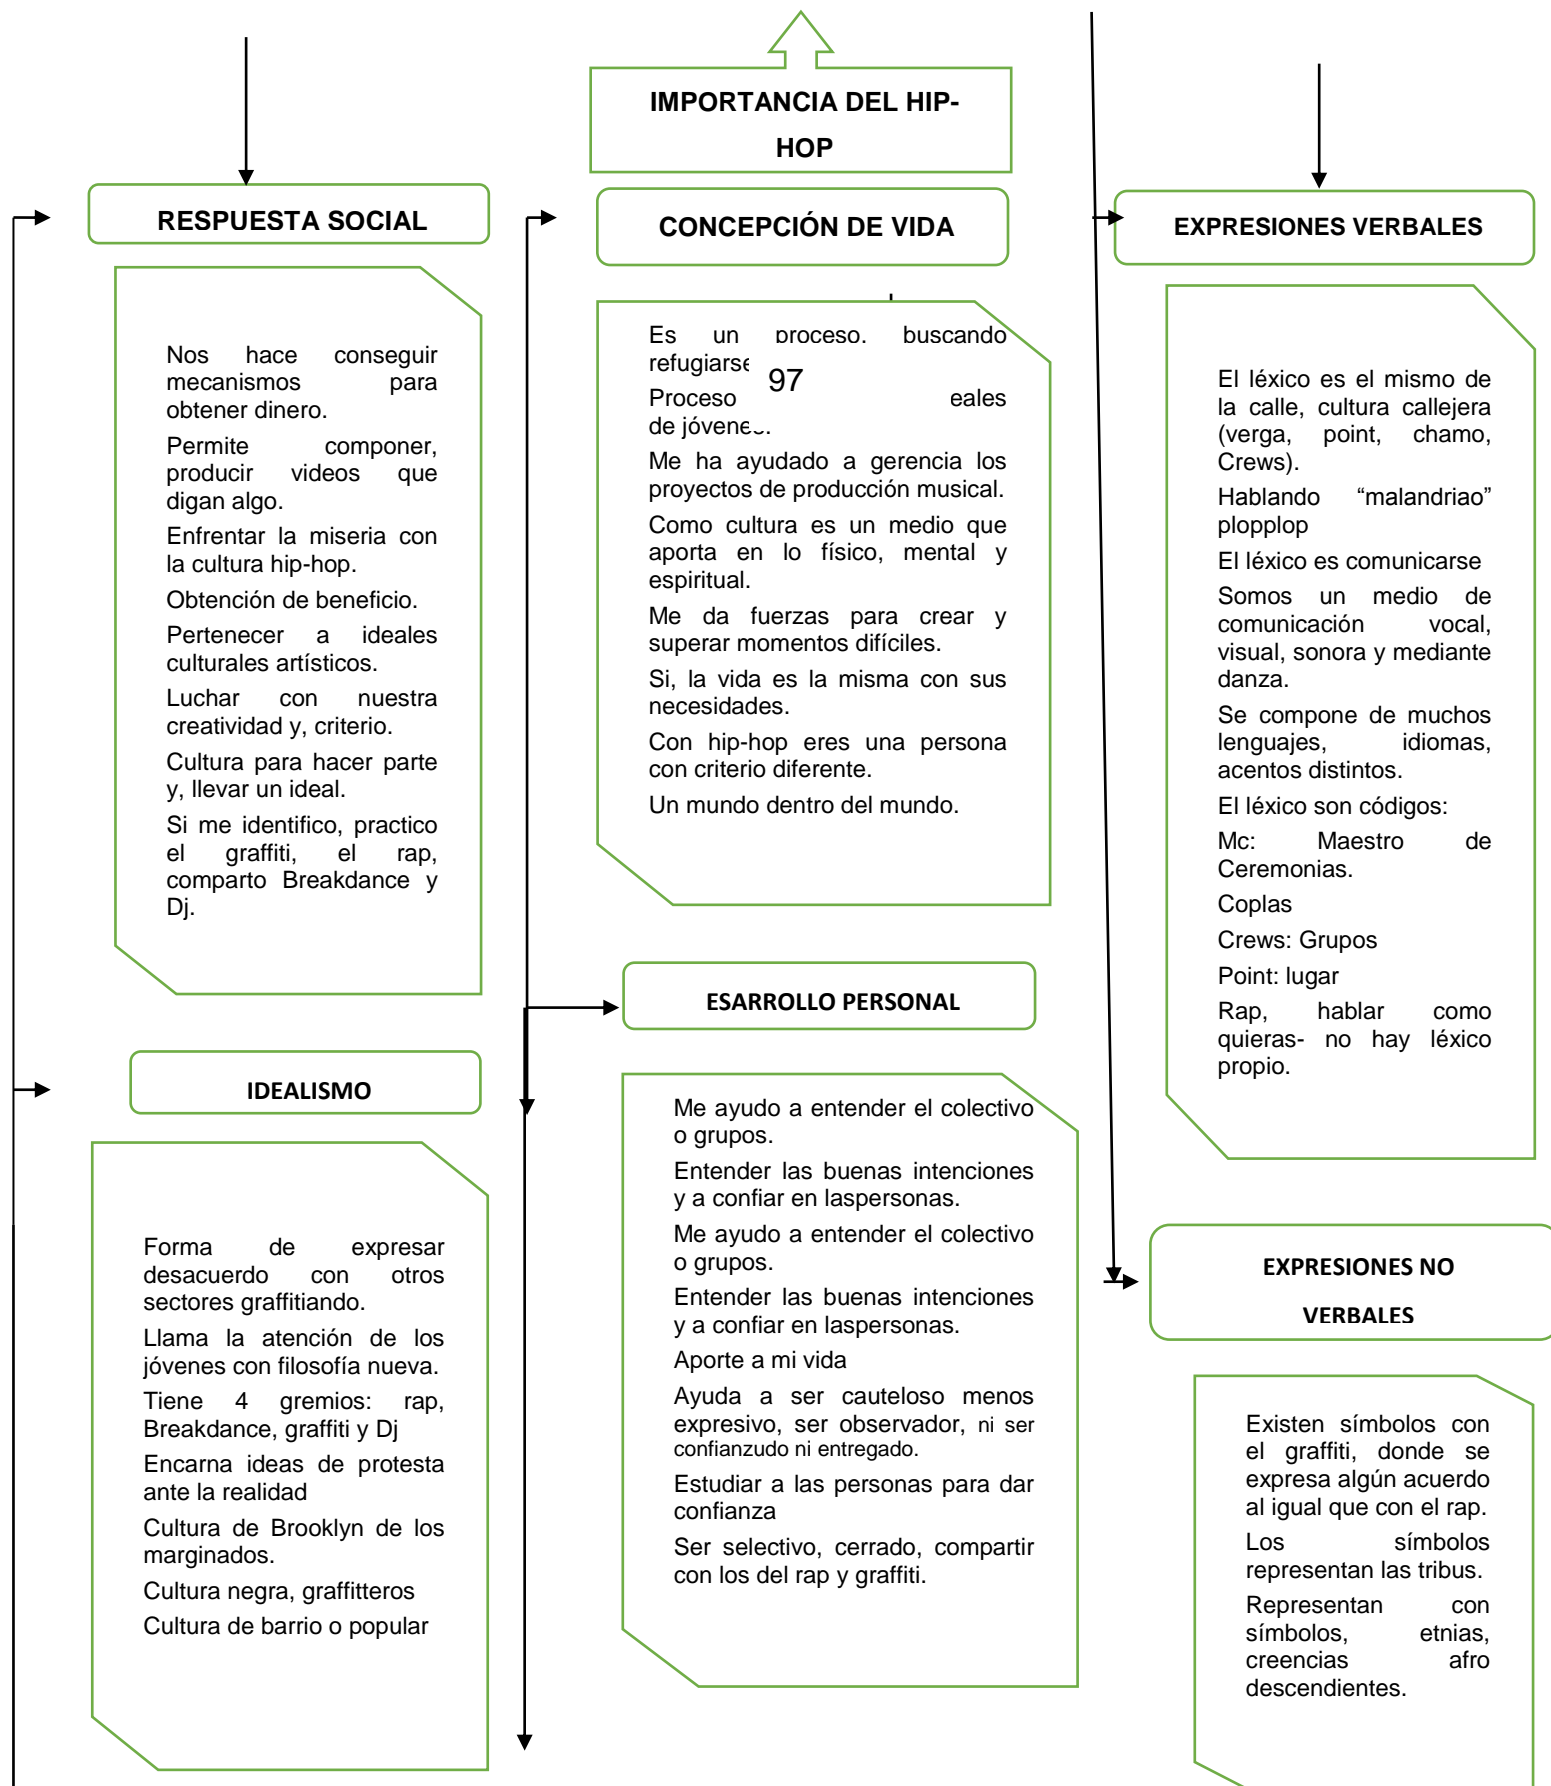 IMPORTANCIA DEL HIP-
HOP
RESPUESTA SOCIAL
Nos hace conseguir
mecanismos para
obtener dinero.
Permite componer,
producir videos que
digan algo.
Enfrentar la miseria con
la cultura hip-hop.
Obtención de beneficio.
Pertenecer a ideales
culturales artísticos.
Luchar con nuestra
creatividad y, criterio.
Cultura para hacer parte
y, llevar un ideal.
Si me identifico, practico
el graffiti, el rap,
comparto Breakdance y
Dj.
IDEALISMO
Forma de expresar
desacuerdo con otros
sectores graffitiando.
Llama la atención de los
jóvenes con filosofía nueva.
Tiene 4 gremios: rap,
Breakdance, graffiti y Dj
Encarna ideas de protesta
ante la realidad
Cultura de Brooklyn de los
marginados.
Cultura negra, graffitteros
Cultura de barrio o popular
CONCEPCIÓN DE VIDA
Es un proceso, buscando
refugiarse
97
Proceso eales
de jóvenes.
Me ha ayudado a gerencia los
proyectos de producción musical.
Como cultura es un medio que
aporta en lo físico, mental y
espiritual.
Me da fuerzas para crear y
superar momentos difíciles.
Si, la vida es la misma con sus
necesidades.
Con hip-hop eres una persona
con criterio diferente.
Un mundo dentro del mundo.
ESARROLLO PERSONAL
Me ayudo a entender el colectivo
o grupos.
Entender las buenas intenciones
y a confiar en laspersonas.
Me ayudo a entender el colectivo
o grupos.
Entender las buenas intenciones
y a confiar en laspersonas.
Aporte a mi vida
Ayuda a ser cauteloso menos
expresivo, ser observador, ni ser
confianzudo ni entregado.
Estudiar a las personas para dar
confianza
Ser selectivo, cerrado, compartir
con los del rap y graffiti.
EXPRESIONES VERBALES
El léxico es el mismo de
la calle, cultura callejera
(verga, point, chamo,
Crews).
Hablando “malandriao”
plopplop
El léxico es comunicarse
Somos un medio de
comunicación vocal,
visual, sonora y mediante
danza.
Se compone de muchos
lenguajes, idiomas,
acentos distintos.
El léxico son códigos:
Mc: Maestro de
Ceremonias.
Coplas
Crews: Grupos
Point: lugar
Rap, hablar como
quieras- no hay léxico
propio.
EXPRESIONES NO
VERBALES
Existen símbolos con
el graffiti, donde se
expresa algún acuerdo
al igual que con el rap.
Los símbolos
representan las tribus.
Representan con
símbolos, etnias,
creencias afro
descendientes.